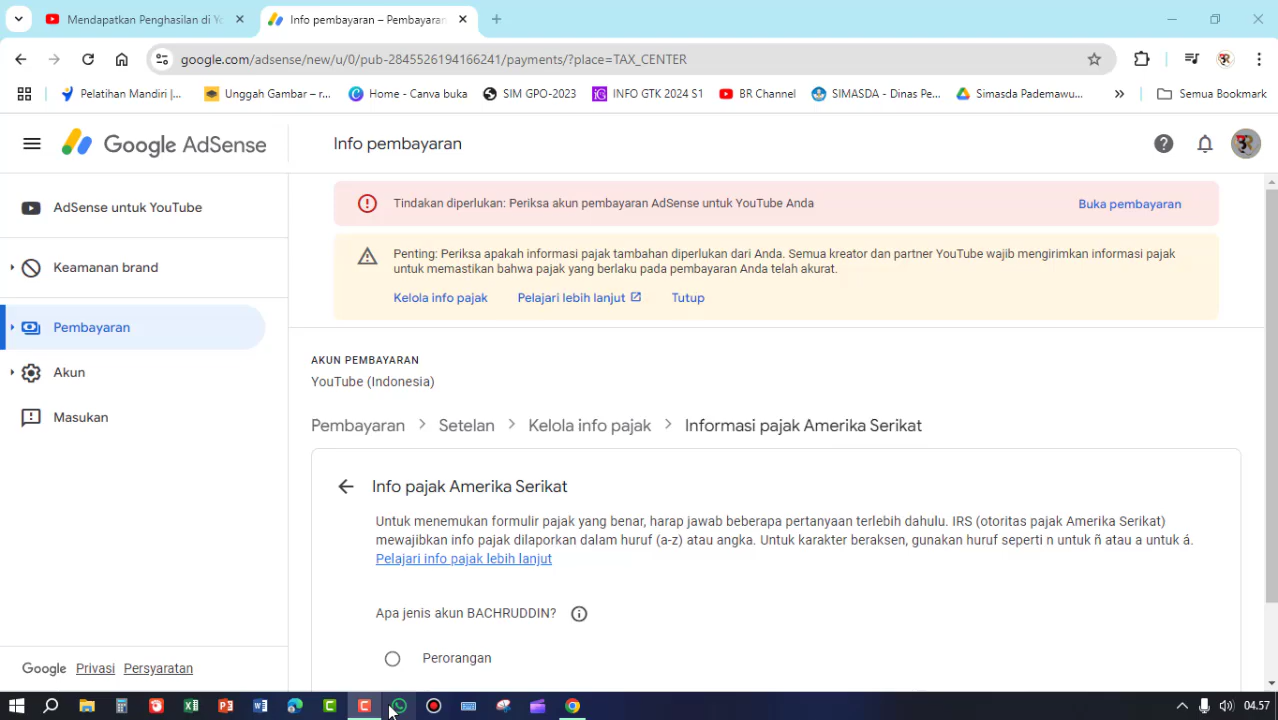 Mendapatkan Penghasilan di Yo
Info pembayaran – Pembayaran
google.com/adsense/new/u/0/pub-2845526194166241/payments/?place=TAX_CENTER
Pelatihan Mandiri |...
Unggah Gambar – r...
Home - Canva buka
SIM GPO-2023
INFO GTK 2024 S1
BR Channel
SIMASDA - Dinas Pe...
Simasda Pademawu...
»
Semua Bookmark
Google AdSense
Info pembayaran
AdSense untuk YouTube
Keamanan brand
Pembayaran
Akun
Masukan
Tindakan diperlukan: Periksa akun pembayaran AdSense untuk YouTube Anda
Buka pembayaran
Penting: Periksa apakah informasi pajak tambahan diperlukan dari Anda. Semua kreator dan partner YouTube wajib mengirimkan informasi pajak
untuk memastikan bahwa pajak yang berlaku pada pembayaran Anda telah akurat.
Kelola info pajak
Pelajari lebih lanjut
Tutup
AKUN PEMBAYARAN
YouTube (Indonesia)
Pembayaran > Setelan > Kelola info pajak > Informasi pajak Amerika Serikat
Info pajak Amerika Serikat
Untuk menemukan formulir pajak yang benar, harap jawab beberapa pertanyaan terlebih dahulu. IRS (otoritas pajak Amerika Serikat)
mewajibkan info pajak dilaporkan dalam huruf (a-z) atau angka. Untuk karakter beraksen, gunakan huruf seperti n untuk ñ atau a untuk á.
Pelajari info pajak lebih lanjut
Apa jenis akun BACHRUDDIN?
Perorangan
Google Privasi Persyaratan
04.57